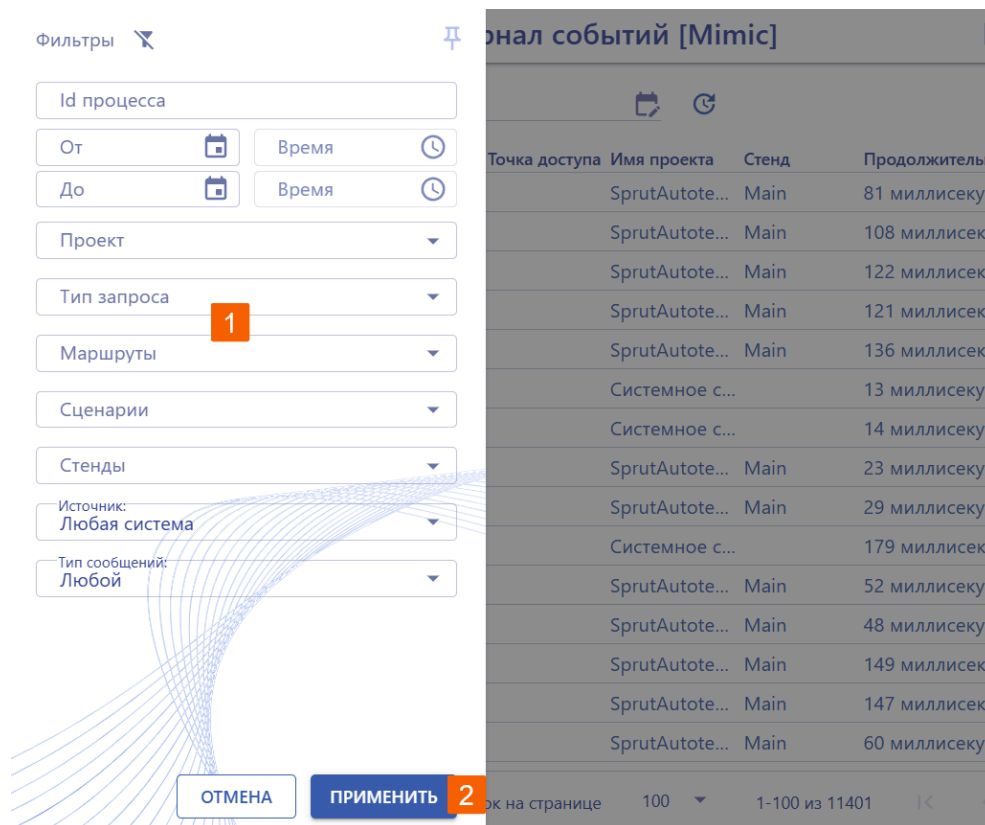 Фильтры
Id процесса
От
Время
До
Время
Проект
Тип запроса
1
Маршруты
Сценарии
Стенды
Источник:
Любая система
Тип сообщений:
Любой
ОТМЕНА
ПРИМЕНИТЬ
2
рнал событий [Mimic]
Точка доступа Имя проекта Стенд Продолжитель
SprutAutote... Main 81 миллисеку
SprutAutote... Main 108 миллисек
SprutAutote... Main 122 миллисек
SprutAutote... Main 121 миллисек
SprutAutote... Main 136 миллисек
Системное с... 13 миллисеку
Системное с... 14 миллисеку
SprutAutote... Main 23 миллисеку
SprutAutote... Main 29 миллисеку
Системное с... 179 миллисек
SprutAutote... Main 52 миллисеку
SprutAutote... Main 48 миллисеку
SprutAutote... Main 149 миллисек
SprutAutote... Main 147 миллисек
SprutAutote... Main 60 миллисеку
ок на странице 100 1-100 из 11401